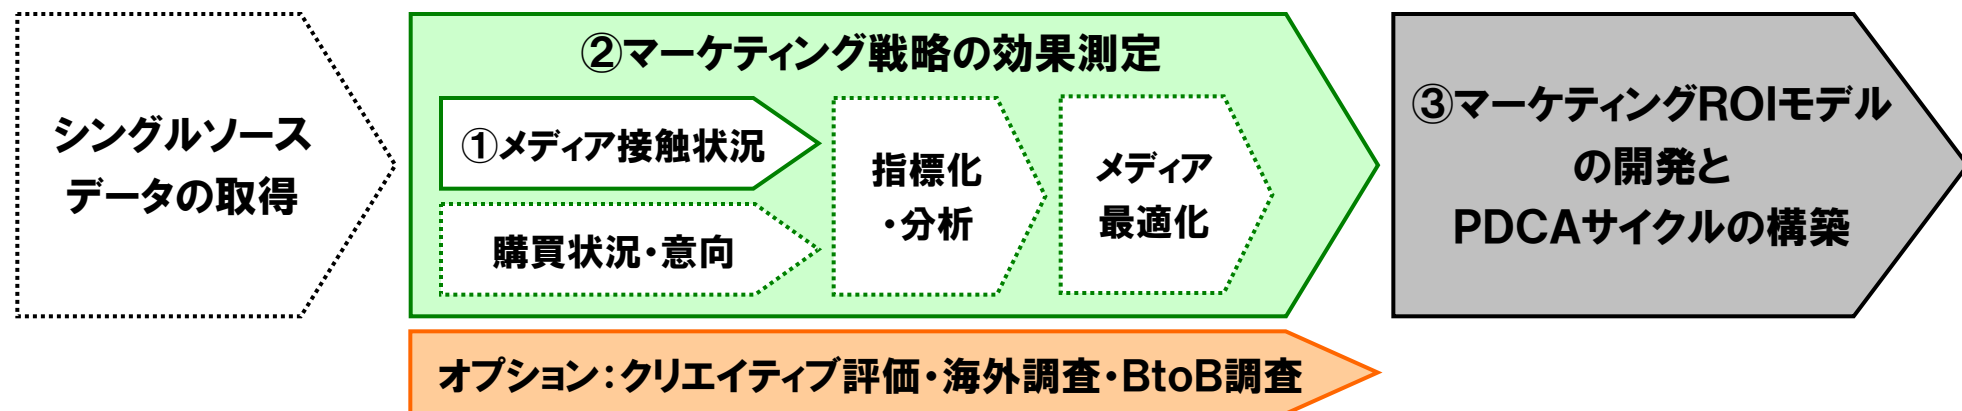 シングルソース
データの取得
②マーケティング戦略の効果測定
①メディア接触状況
購買状況・意向
指標化
・分析
メディア
最適化
③マーケティングROIモデル
の開発と
PDCAサイクルの構築
オプション：クリエイティブ評価・海外調査・BtoB調査